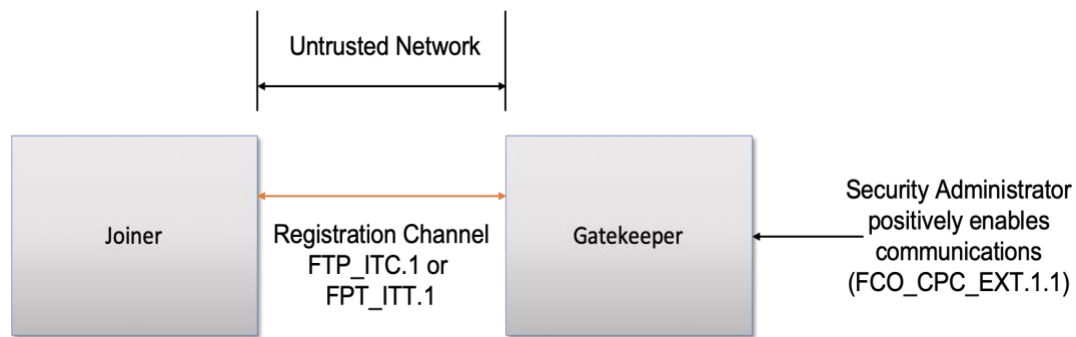 Untrusted Network
Joiner
Registration Channel
FTP_ITC.1 or
FPT_ITT.1
Gatekeeper
Security Administrator
positively enables
communications
(FCO_CPC_EXT.1.1)